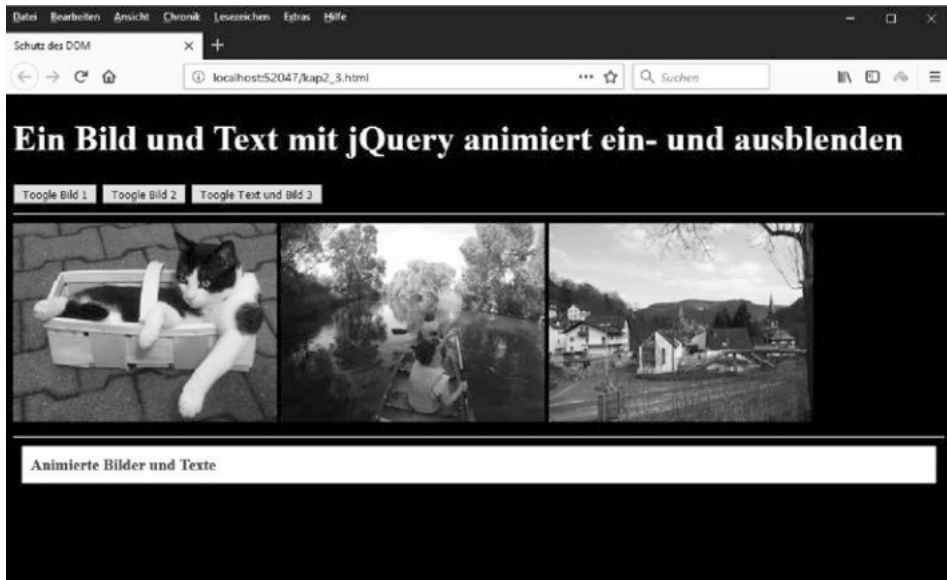 Datei Bearbeiten Ansicht Chronik Lesezeichen Extras Hilfe
Schutz des DOM
localhost:52047/kap2_3.html
Suchen
Ein Bild und Text mit jQuery animiert ein- und ausblenden
Toogle Bild 1 Toogle Bild 2 Toogle Text und Bild 3
Animierte Bilder und Texte